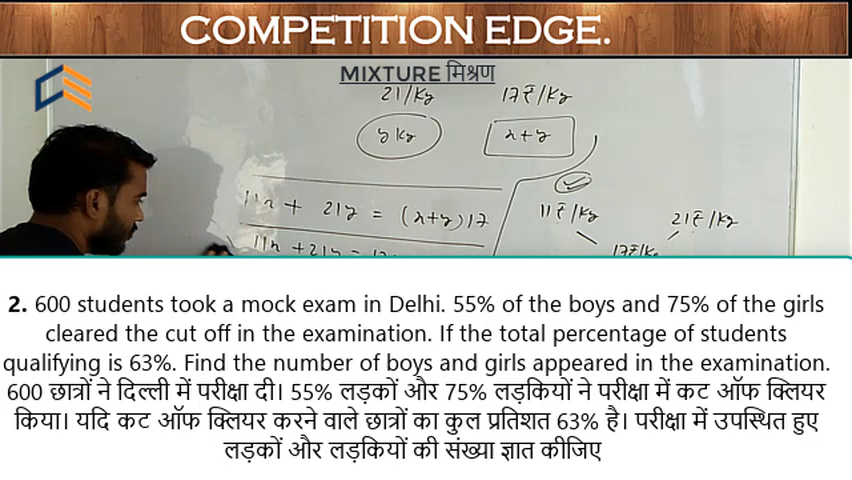 COMPETITION EDGE.
MIXTURE मिश्रण
21/Kg 17₹/Kg
y Kg x+y
11x + 21y = (x+y)17
11₹/Kg 21₹/Kg
11x + 21y =
17₹/Kg
2. 600 students took a mock exam in Delhi. 55% of the boys and 75% of the girls
cleared the cut off in the examination. If the total percentage of students
qualifying is 63%. Find the number of boys and girls appeared in the examination.
600 छात्रों ने दिल्ली में परीक्षा दी। 55% लड़कों और 75% लड़कियों ने परीक्षा में कट ऑफ क्लियर
किया। यदि कट ऑफ क्लियर करने वाले छात्रों का कुल प्रतिशत 63% है। परीक्षा में उपस्थित हुए
लड़कों और लड़कियों की संख्या ज्ञात कीजिए